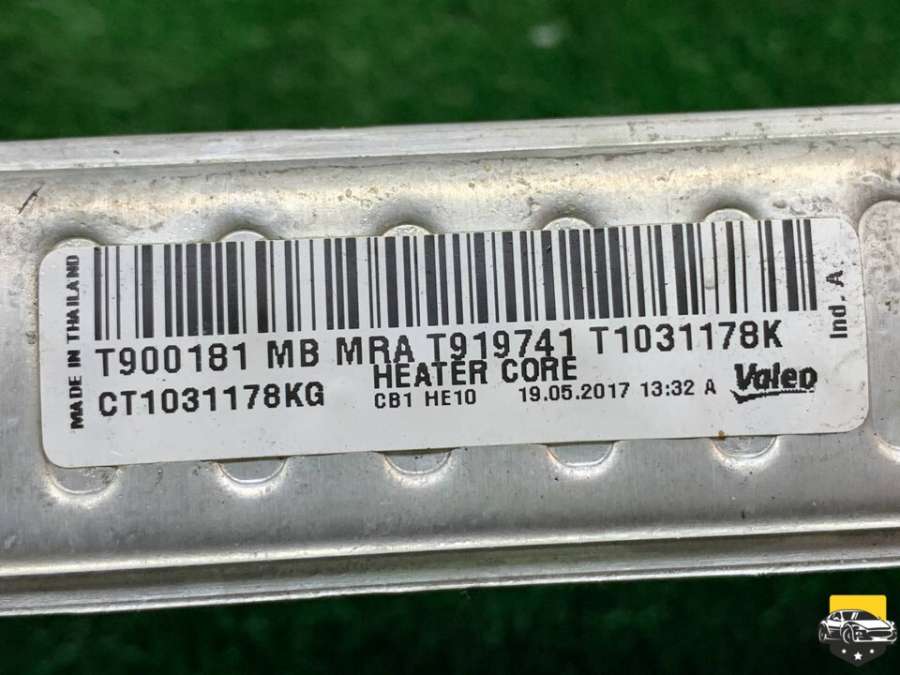 MADE IN THAILAND
T900181 MB MRA T919741 T1031178K
HEATER CORE
CT1031178KG
CB1 HE10 19.05.2017 13:32 A
Valeo
Ind. A